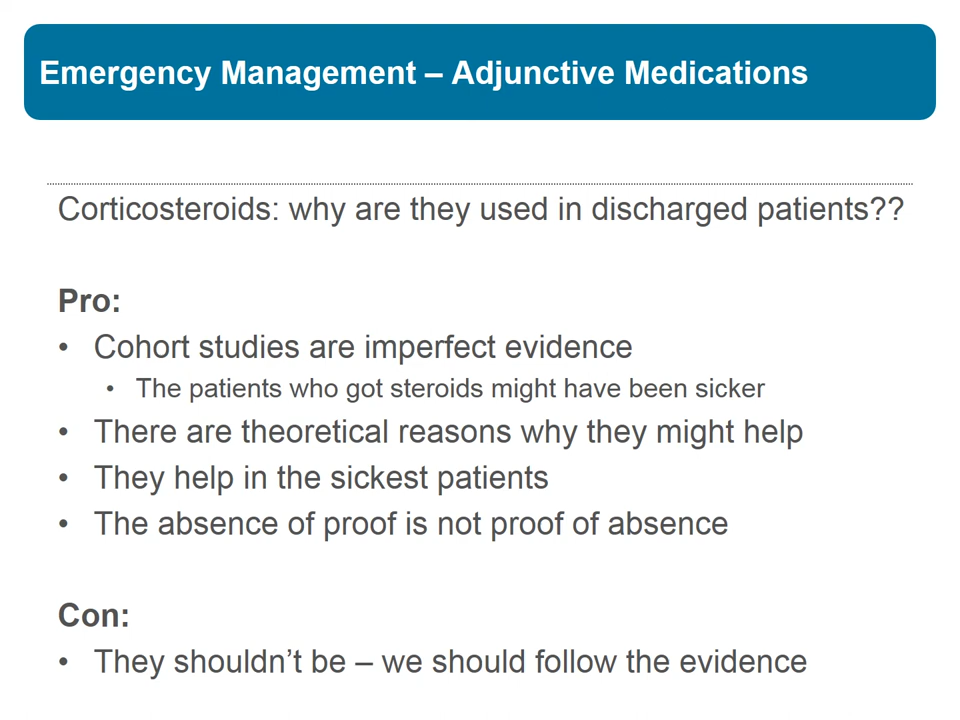 Emergency Management – Adjunctive Medications
Corticosteroids: why are they used in discharged patients??
Pro:
• Cohort studies are imperfect evidence
• The patients who got steroids might have been sicker
• There are theoretical reasons why they might help
• They help in the sickest patients
• The absence of proof is not proof of absence
Con:
• They shouldn’t be – we should follow the evidence